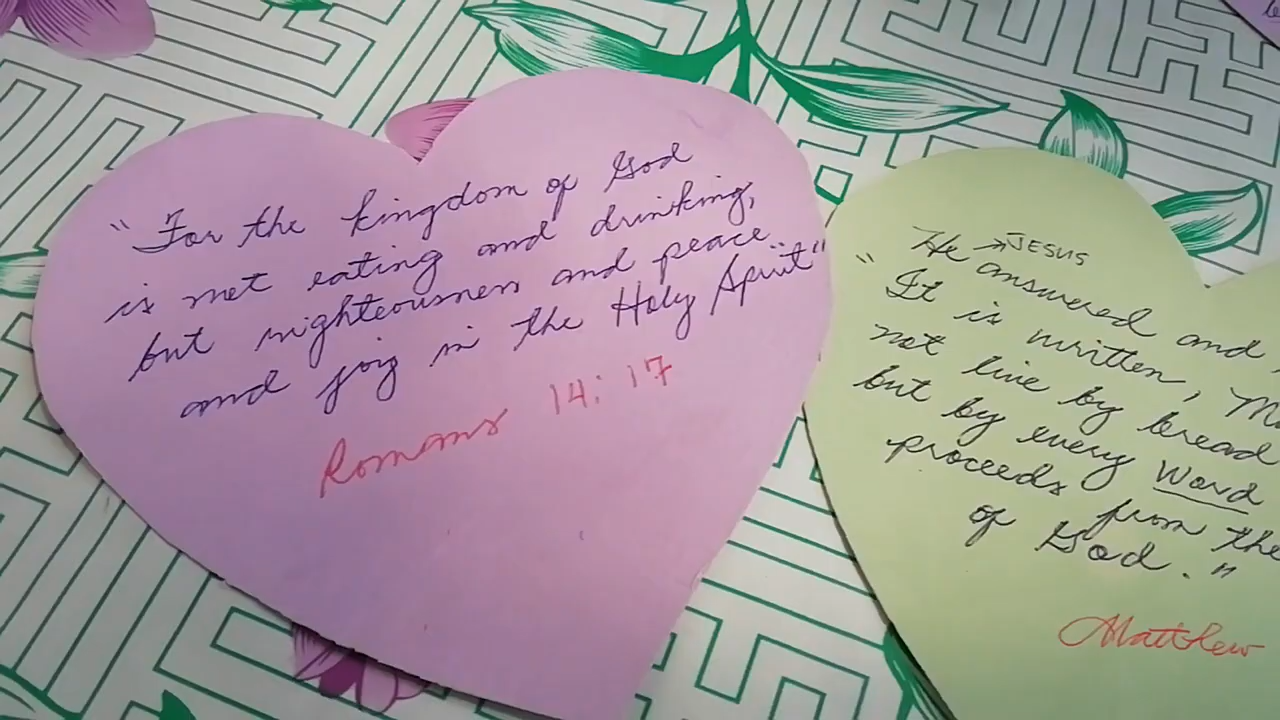 "For the kingdom of God
is not eating and drinking,
but righteousness and peace
and joy in the Holy Spirit"
Romans 14:17
He → JESUS
" answered and
It is written,
not live by bread
but by every Word
proceeds from the
of God."
Matthew